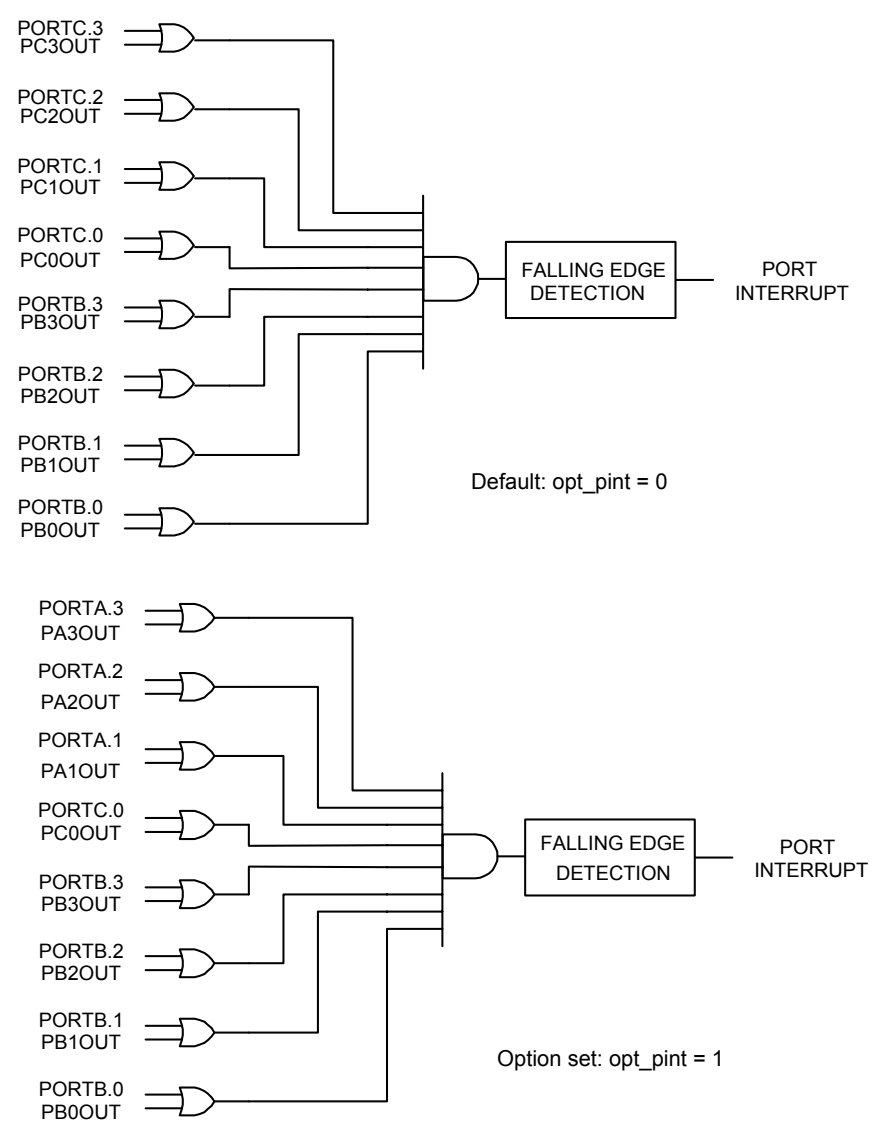 PORTC.3
PC3OUT
PORTC.2
PC2OUT
PORTC.1
PC1OUT
PORTC.0
PC0OUT
PORTB.3
PB3OUT
PORTB.2
PB2OUT
PORTB.1
PB1OUT
PORTB.0
PB0OUT
FALLING EDGE
DETECTION
PORT
INTERRUPT
Default: opt_pint = 0
PORTA.3
PA3OUT
PORTA.2
PA2OUT
PORTA.1
PA1OUT
PORTC.0
PC0OUT
PORTB.3
PB3OUT
PORTB.2
PB2OUT
PORTB.1
PB1OUT
PORTB.0
PB0OUT
FALLING EDGE
DETECTION
PORT
INTERRUPT
Option set: opt_pint = 1